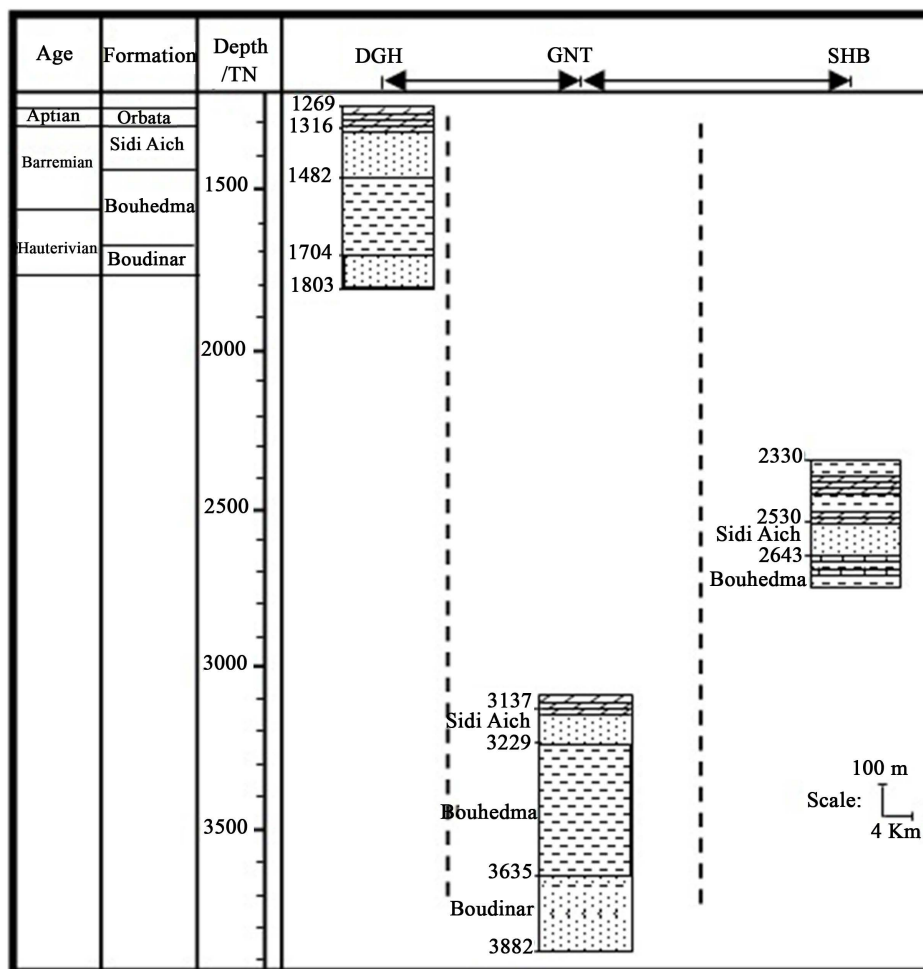 Age
Formation
Depth
/TN
DGH
GNT
SHB
Aptian
Orbata
Barremian
Sidi Aich
Bouhedma
Hauterivian
Boudinar
1500
2000
2500
3000
3500
1269
1316
1482
1704
1803
2330
2530
Sidi Aich
2643
Bouhedma
3137
Sidi Aich
3229
Bouhedma
3635
Boudinar
3882
100 m
Scale:
4 Km